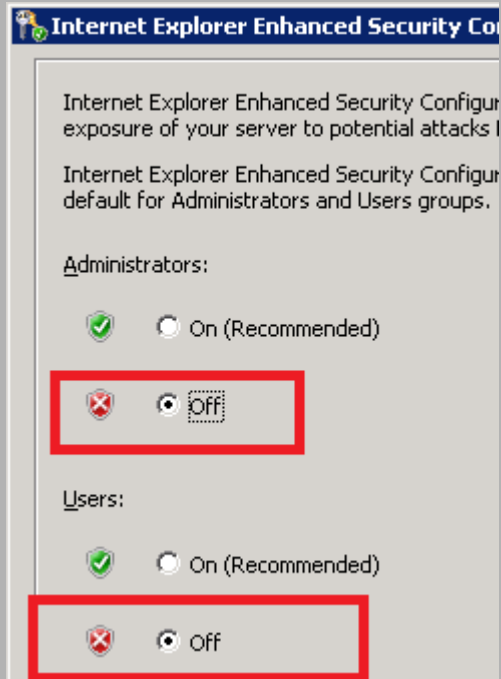 Internet Explorer Enhanced Security Co
Internet Explorer Enhanced Security Configur
exposure of your server to potential attacks
Internet Explorer Enhanced Security Configur
default for Administrators and Users groups.
Administrators:
On (Recommended)
Off
Users:
On (Recommended)
Off